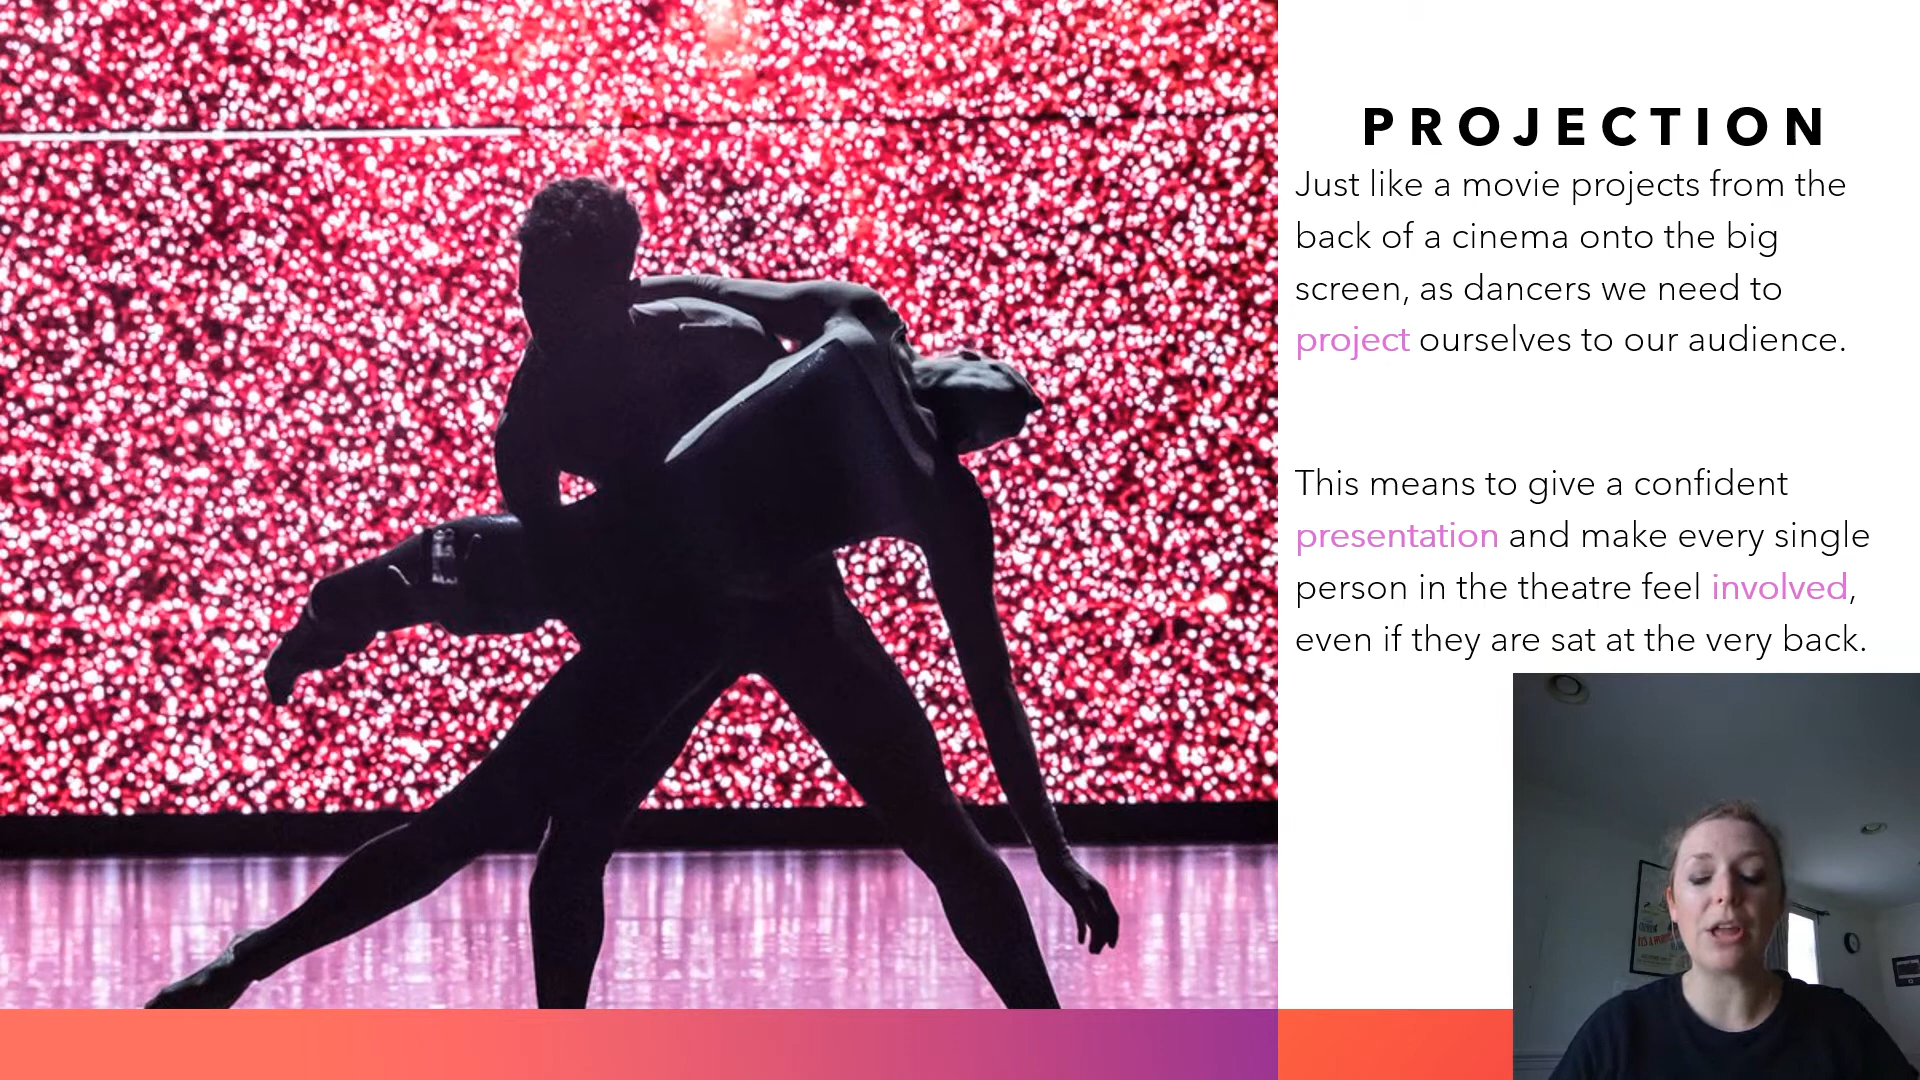 PROJECTION
Just like a movie projects from the
back of a cinema onto the big
screen, as dancers we need to
project ourselves to our audience.
This means to give a confident
presentation and make every single
person in the theatre feel involved,
even if they are sat at the very back.